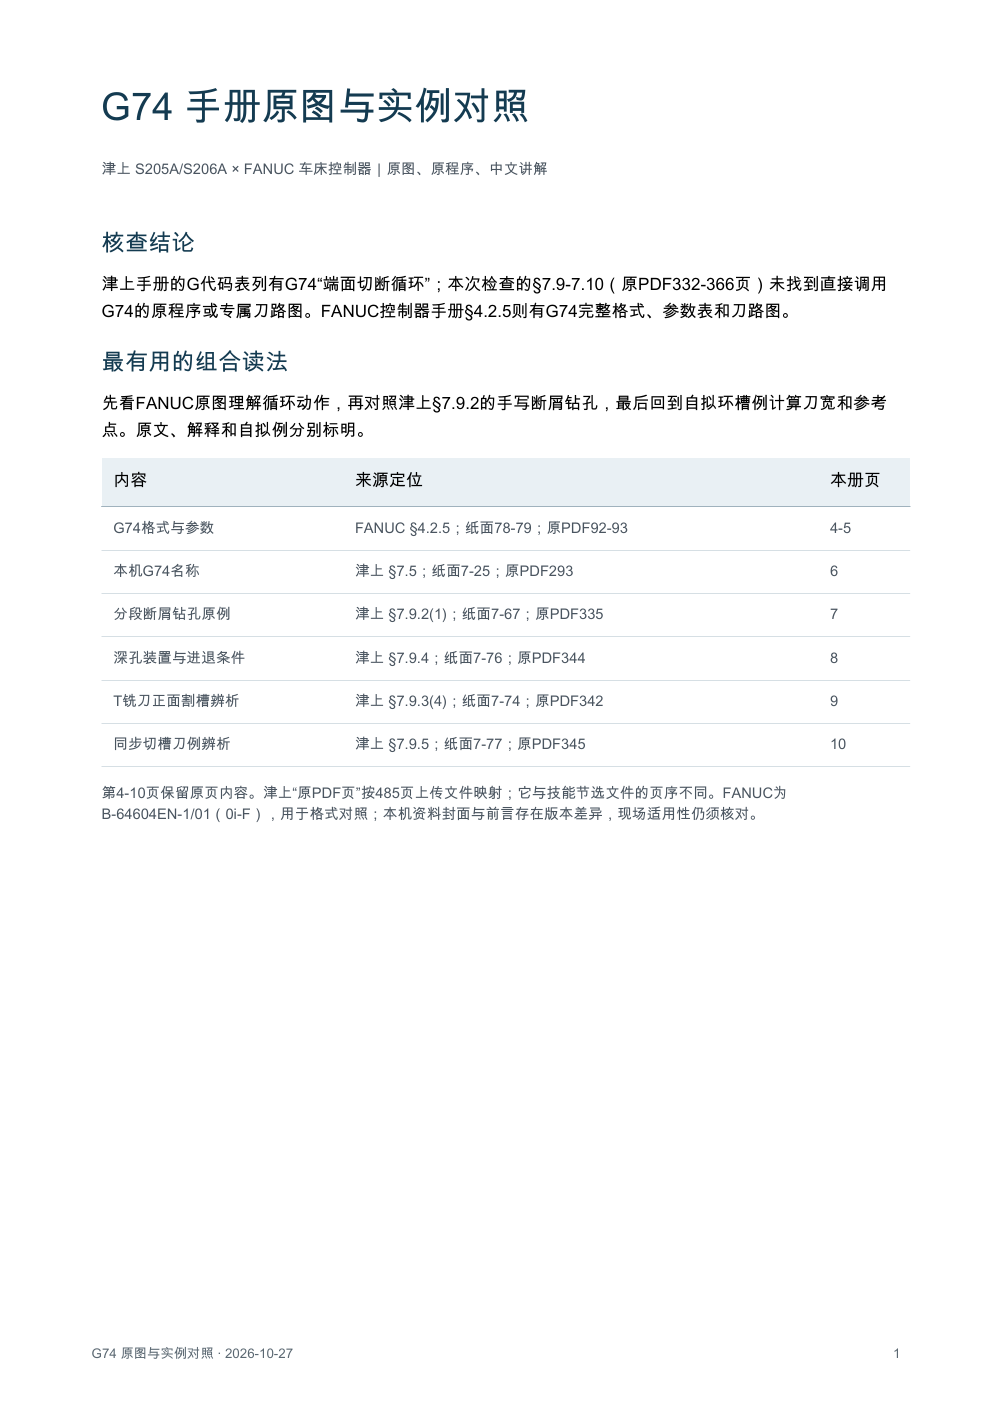 G74 手册原图与实例对照
津上 S205A/S206A × FANUC 车床控制器 | 原图、原程序、中文讲解
核查结论
津上手册的G代码表列有G74“端面切断循环”；本次检查的§7.9-7.10（原PDF332-366页）未找到直接调用
G74的原程序或专属刀路图。FANUC控制器手册§4.2.5则有G74完整格式、参数表和刀路图。
最有用的组合读法
先看FANUC原图理解循环动作，再对照津上§7.9.2的手写断屑钻孔，最后回到自拟环槽例计算刀宽和参考
点。原文、解释和自拟例分别标明。
内容 来源定位 本册页
G74格式与参数 FANUC §4.2.5；纸面78-79；原PDF92-93 4-5
本机G74名称 津上 §7.5；纸面7-25；原PDF293 6
分段断屑钻孔原例 津上 §7.9.2(1)；纸面7-67；原PDF335 7
深孔装置与进退条件 津上 §7.9.4；纸面7-76；原PDF344 8
T铣刀正面割槽辨析 津上 §7.9.3(4)；纸面7-74；原PDF342 9
同步切槽刀例辨析 津上 §7.9.5；纸面7-77；原PDF345 10
第4-10页保留原页内容。津上“原PDF页”按485页上传文件映射；它与技能节选文件的页序不同。FANUC为
B-64604EN-1/01（0i-F），用于格式对照；本机资料封面与前言存在版本差异，现场适用性仍须核对。
G74 原图与实例对照 · 2026-10-27 1